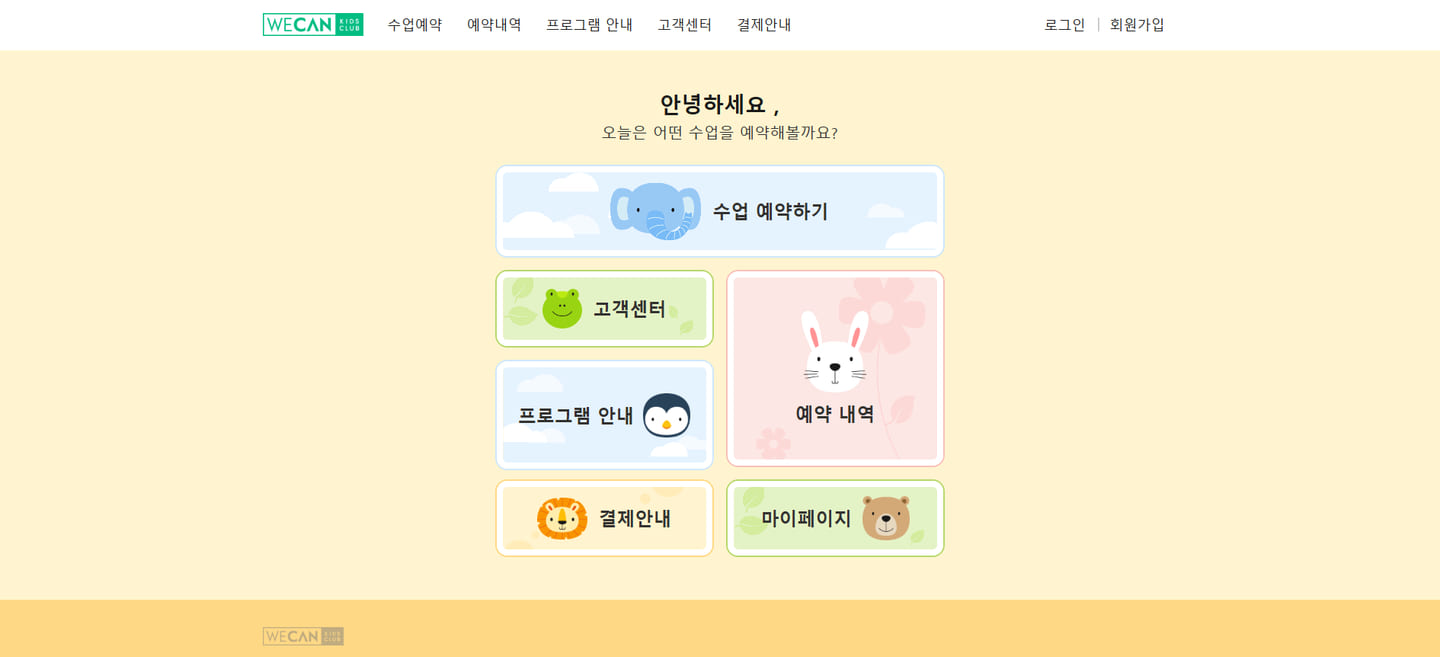 WECAN KIDS CLUB 수업예약 예약내역 프로그램 안내 고객센터 결제안내 로그인 회원가입
안녕하세요 ,
오늘은 어떤 수업을 예약해볼까요?
수업 예약하기
고객센터
예약 내역
프로그램 안내
결제안내
마이페이지
WECAN KIDS CLUB